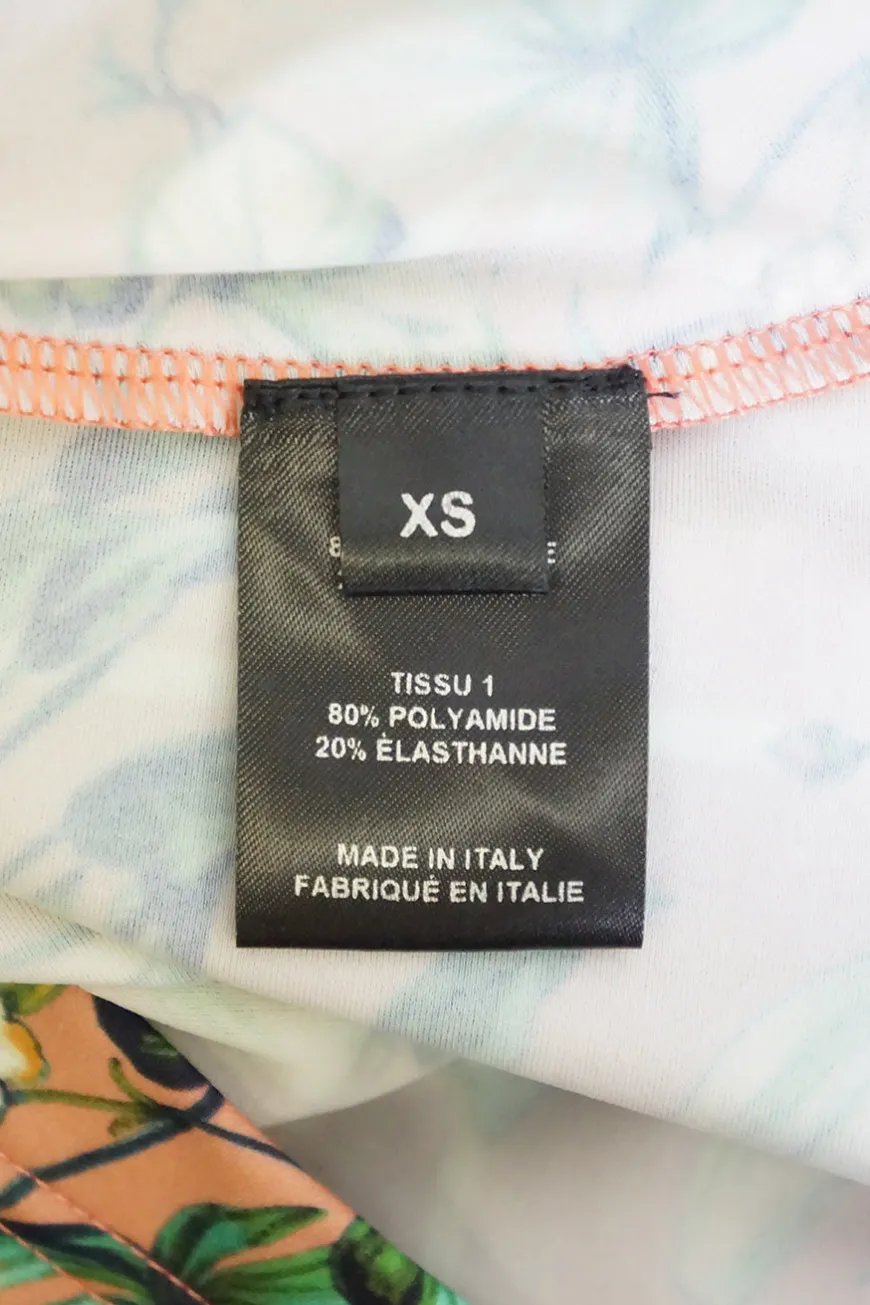 XS
TISSU 1
80% POLYAMIDE
20% ÉLASTHANNE
MADE IN ITALY
FABRIQUÉ EN ITALIE